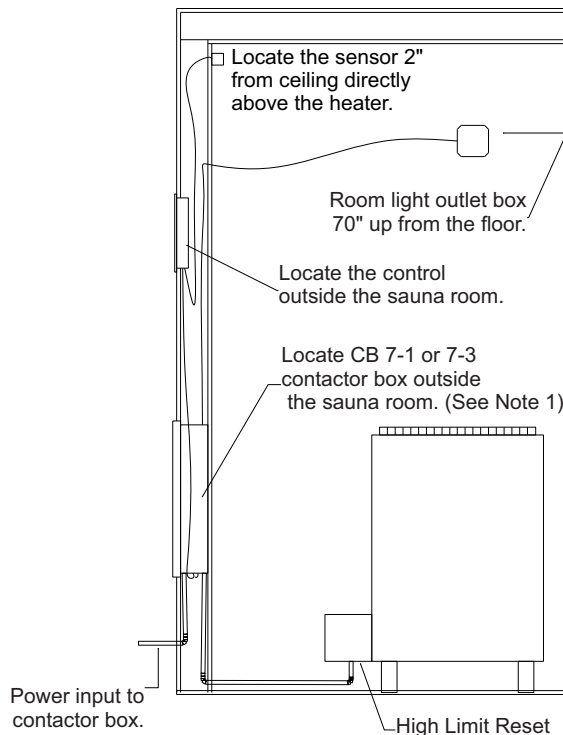 Locate the sensor 2"
from ceiling directly
above the heater.
Room light outlet box
70" up from the floor.
Locate the control
outside the sauna room.
Locate CB 7-1 or 7-3
contactor box outside
the sauna room. (See Note 1)
Power input to
contactor box.
High Limit Reset